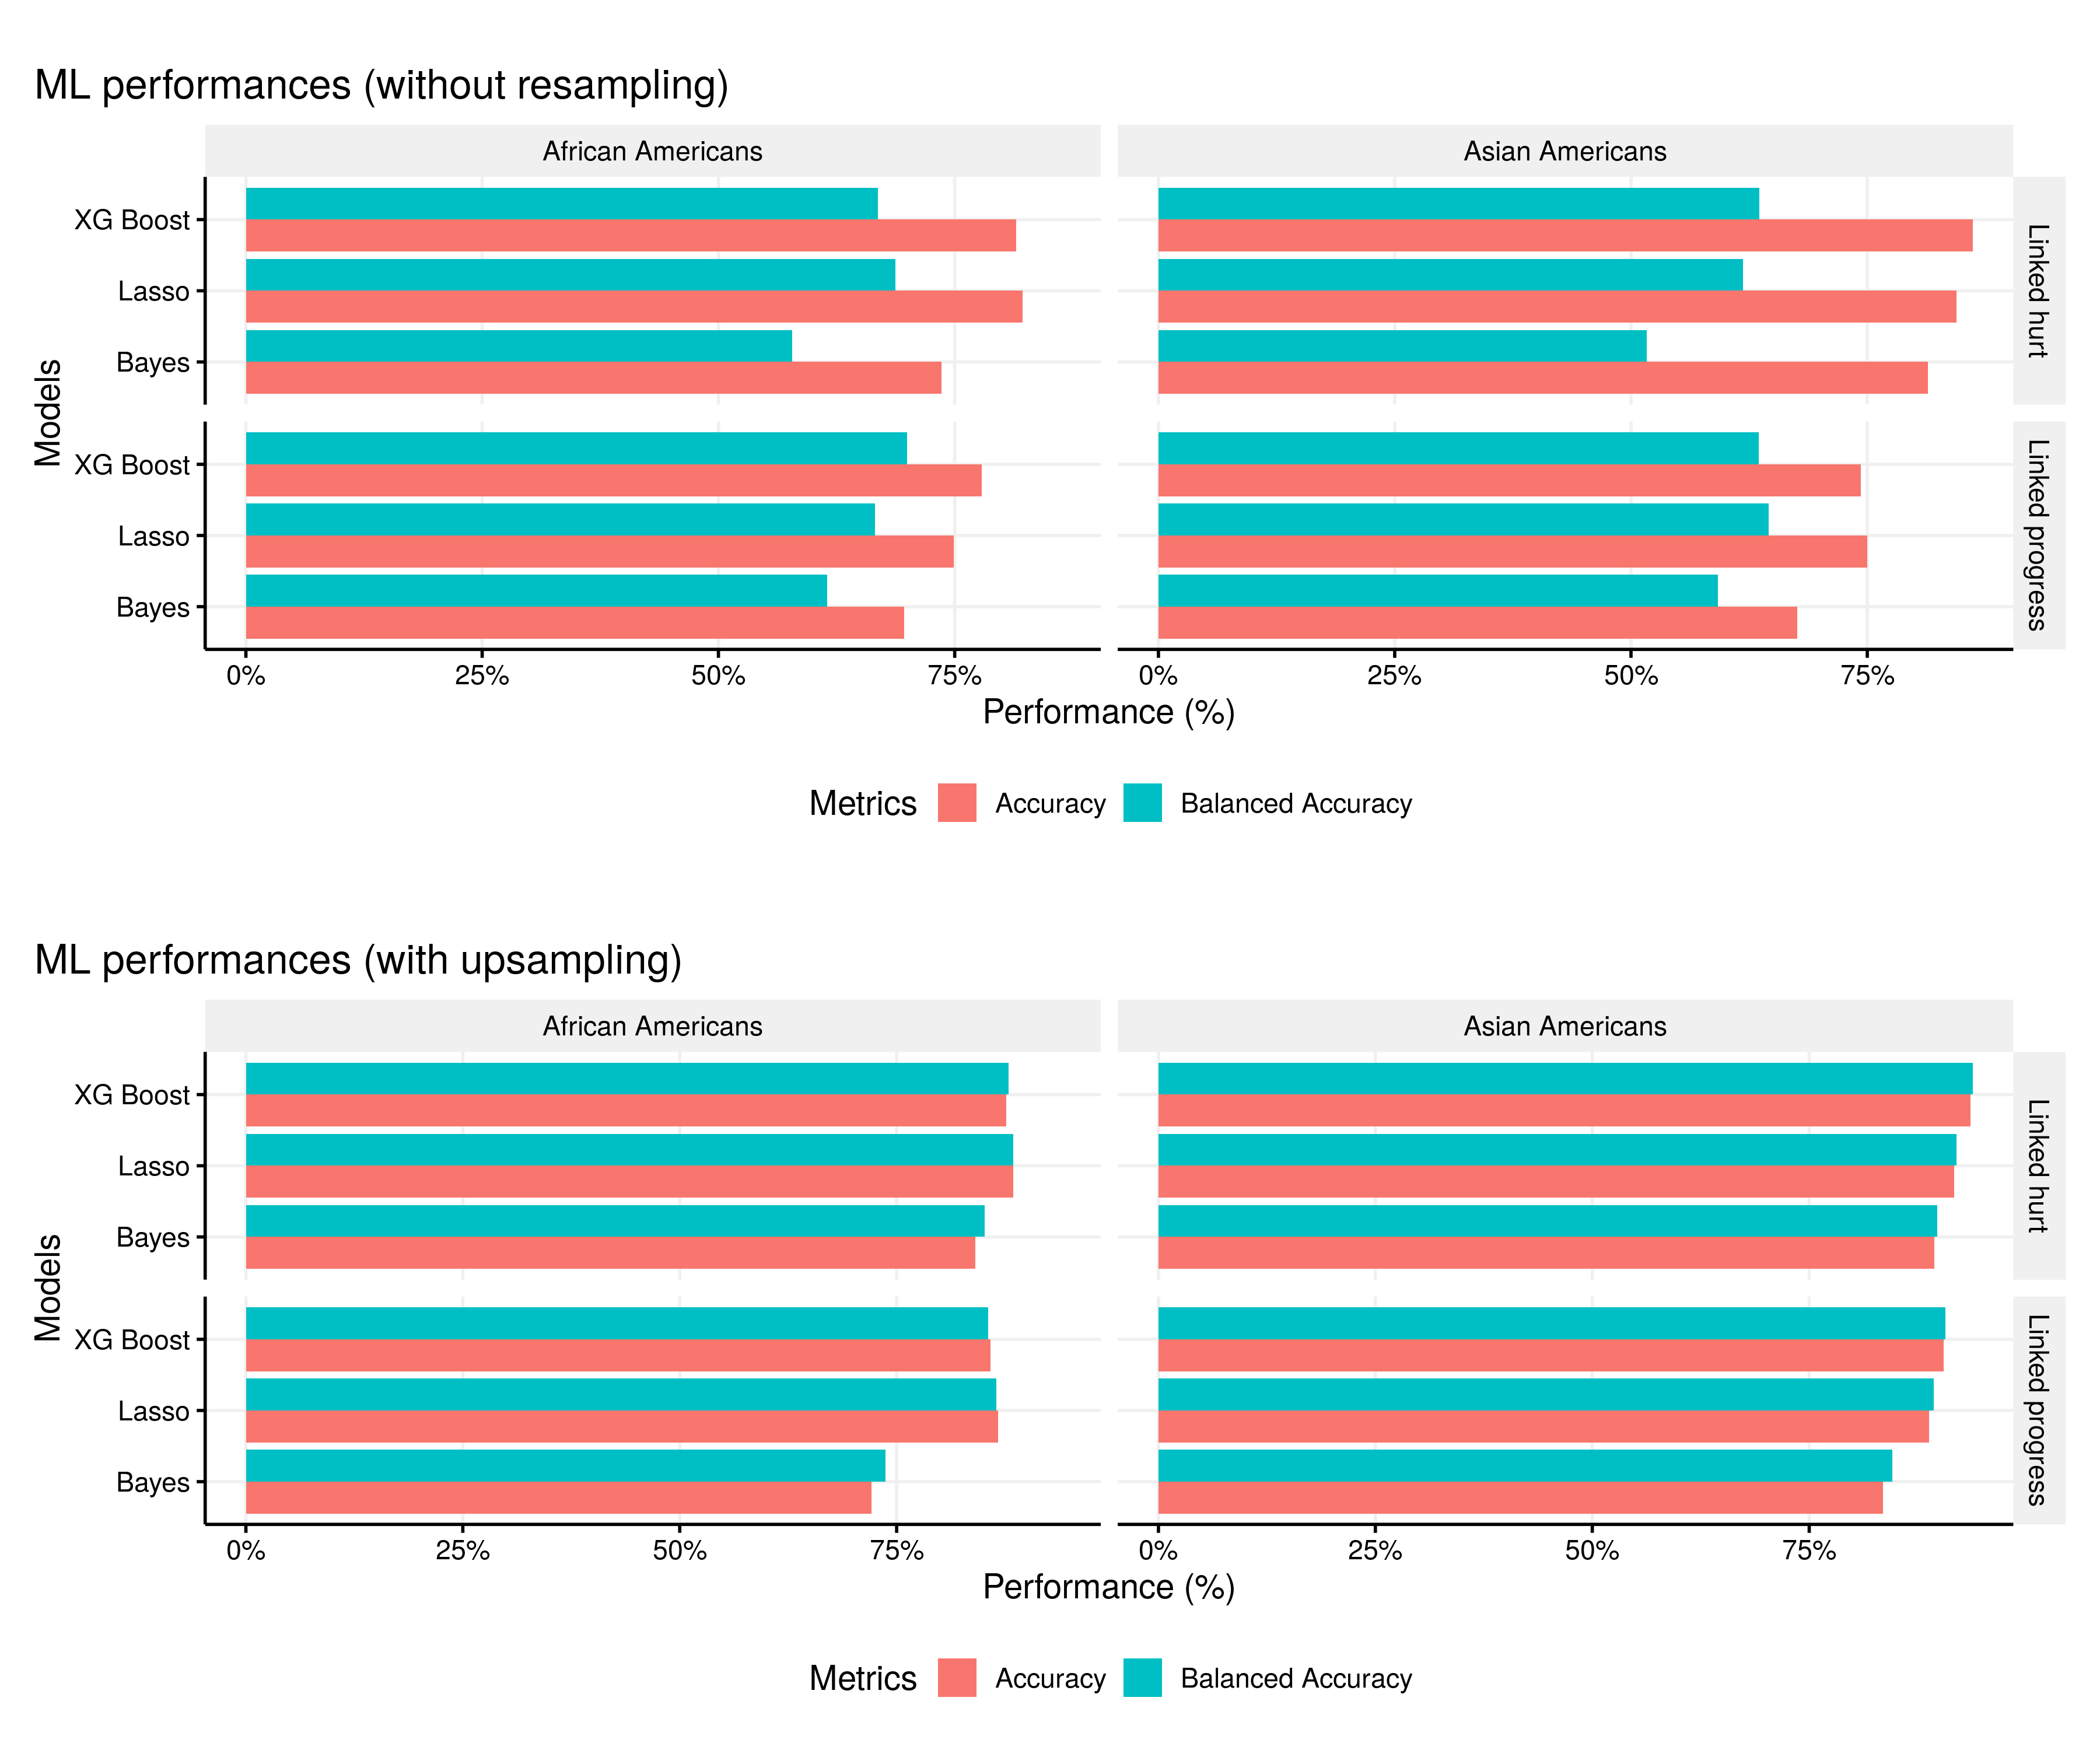 ML performances (without resampling)
African Americans
Asian Americans
XG Boost
Lasso
Bayes
Linked hurt
XG Boost
Lasso
Bayes
Linked progress
Models
0% 25% 50% 75%
0% 25% 50% 75%
Performance (%)
Metrics Accuracy Balanced Accuracy
ML performances (with upsampling)
African Americans
Asian Americans
XG Boost
Lasso
Bayes
Linked hurt
XG Boost
Lasso
Bayes
Linked progress
Models
0% 25% 50% 75%
0% 25% 50% 75%
Performance (%)
Metrics Accuracy Balanced Accuracy